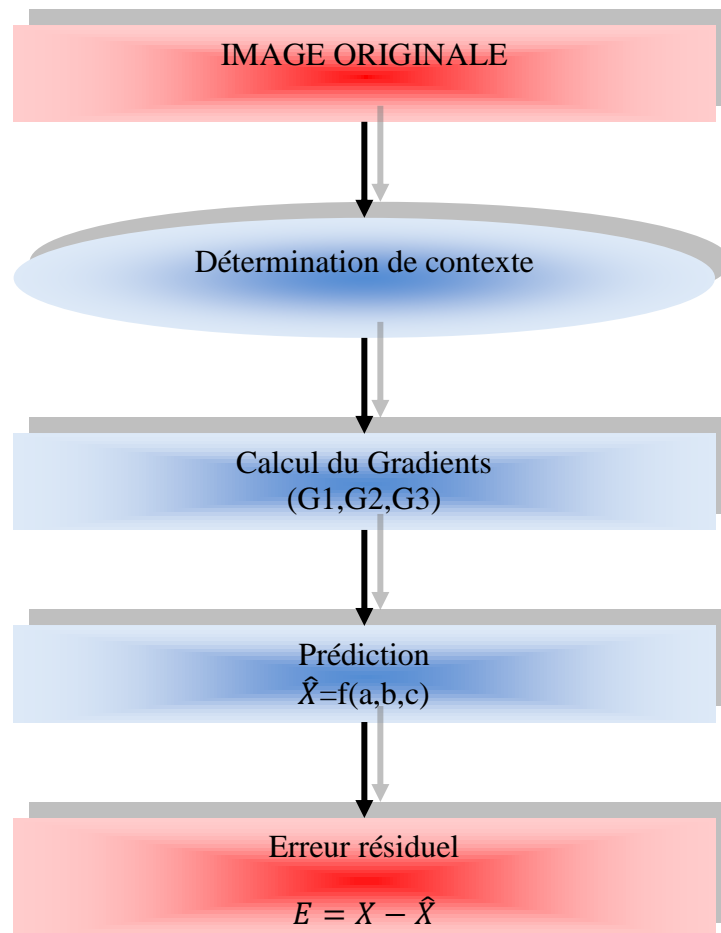 IMAGE ORIGINALE
Détermination de contexte
Calcul du Gradients
(G1,G2,G3)
Prédiction
X̂=f(a,b,c)
Erreur résiduel
E = X − X̂